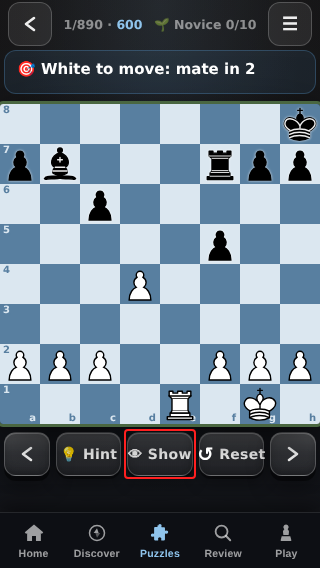 1/890 · 600 🌱 Novice 0/10
🎯 White to move: mate in 2
8
7
6
5
4
3
2
1
a b c d f g h
💡 Hint 👁 Show ↺ Reset
Home Discover Puzzles Review Play